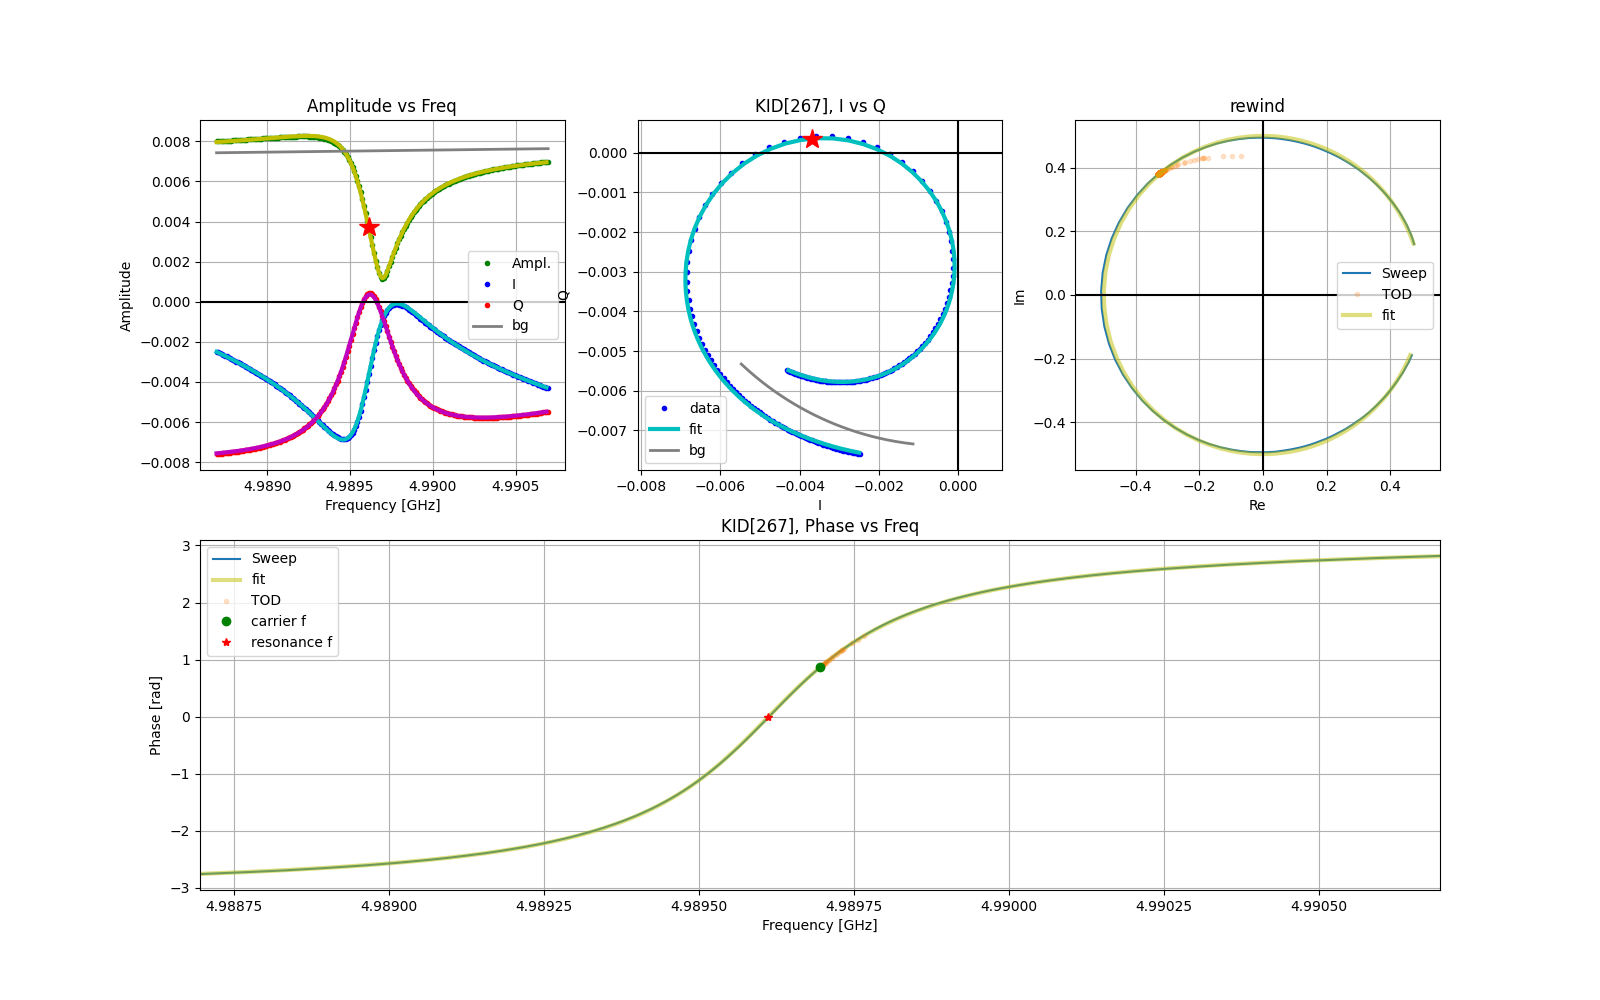 Amplitude vs Freq
0.008
0.006
0.004
0.002
0.000
−0.002
−0.004
−0.006
−0.008
Amplitude
4.9890
4.9895
4.9900
4.9905
Frequency [GHz]
Ampl.
I
Q
bg
KID[267], I vs Q
0.000
−0.001
−0.002
−0.003
−0.004
−0.005
−0.006
−0.007
Q
−0.008
−0.006
−0.004
−0.002
0.000
I
data
fit
bg
rewind
0.4
0.2
0.0
−0.2
−0.4
Im
−0.4
−0.2
0.0
0.2
0.4
Re
Sweep
TOD
fit
KID[267], Phase vs Freq
3
2
1
0
−1
−2
−3
Phase [rad]
4.98875
4.98900
4.98925
4.98950
4.98975
4.99000
4.99025
4.99050
Frequency [GHz]
Sweep
fit
TOD
carrier f
resonance f